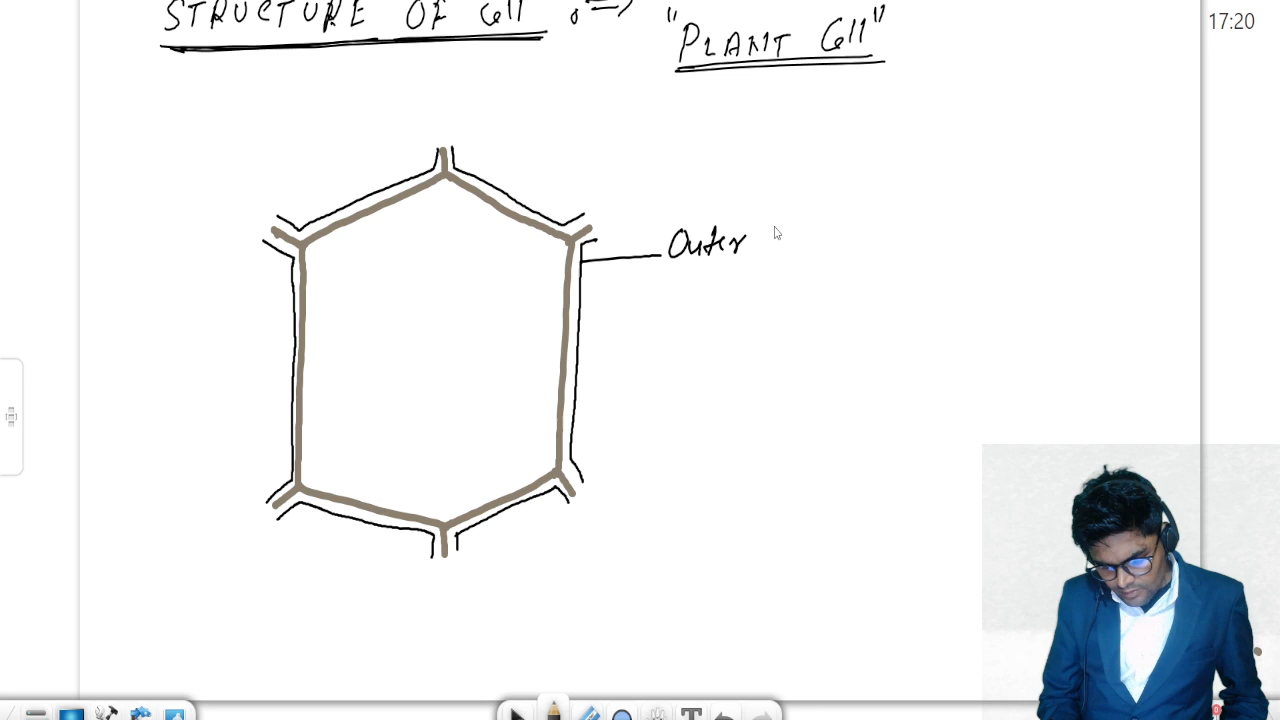 STRUCTURE OF Cell :=>
"PLANT Cell"
17:20
Outer